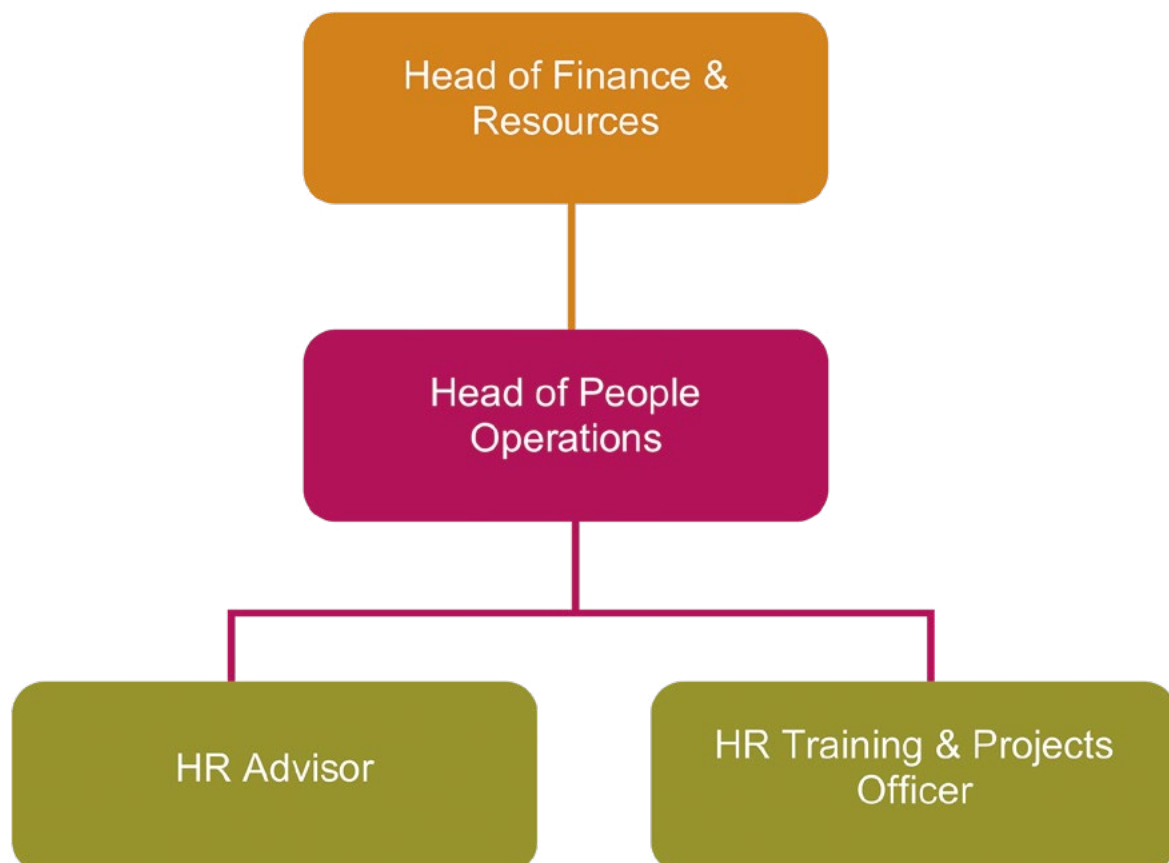 Head of Finance &
Resources
Head of People
Operations
HR Advisor
HR Training & Projects
Officer